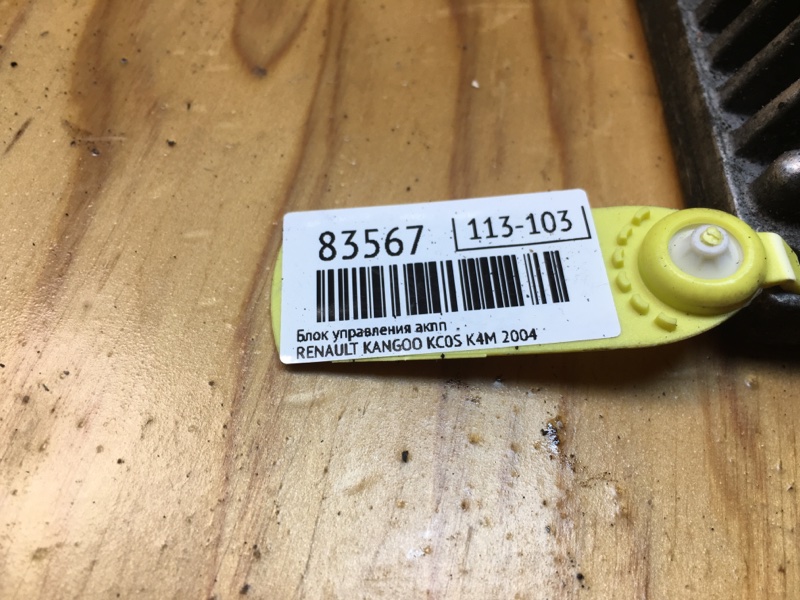 83567 113-103
Блок управления акпп
RENAULT KANGOO KC0S K4M 2004